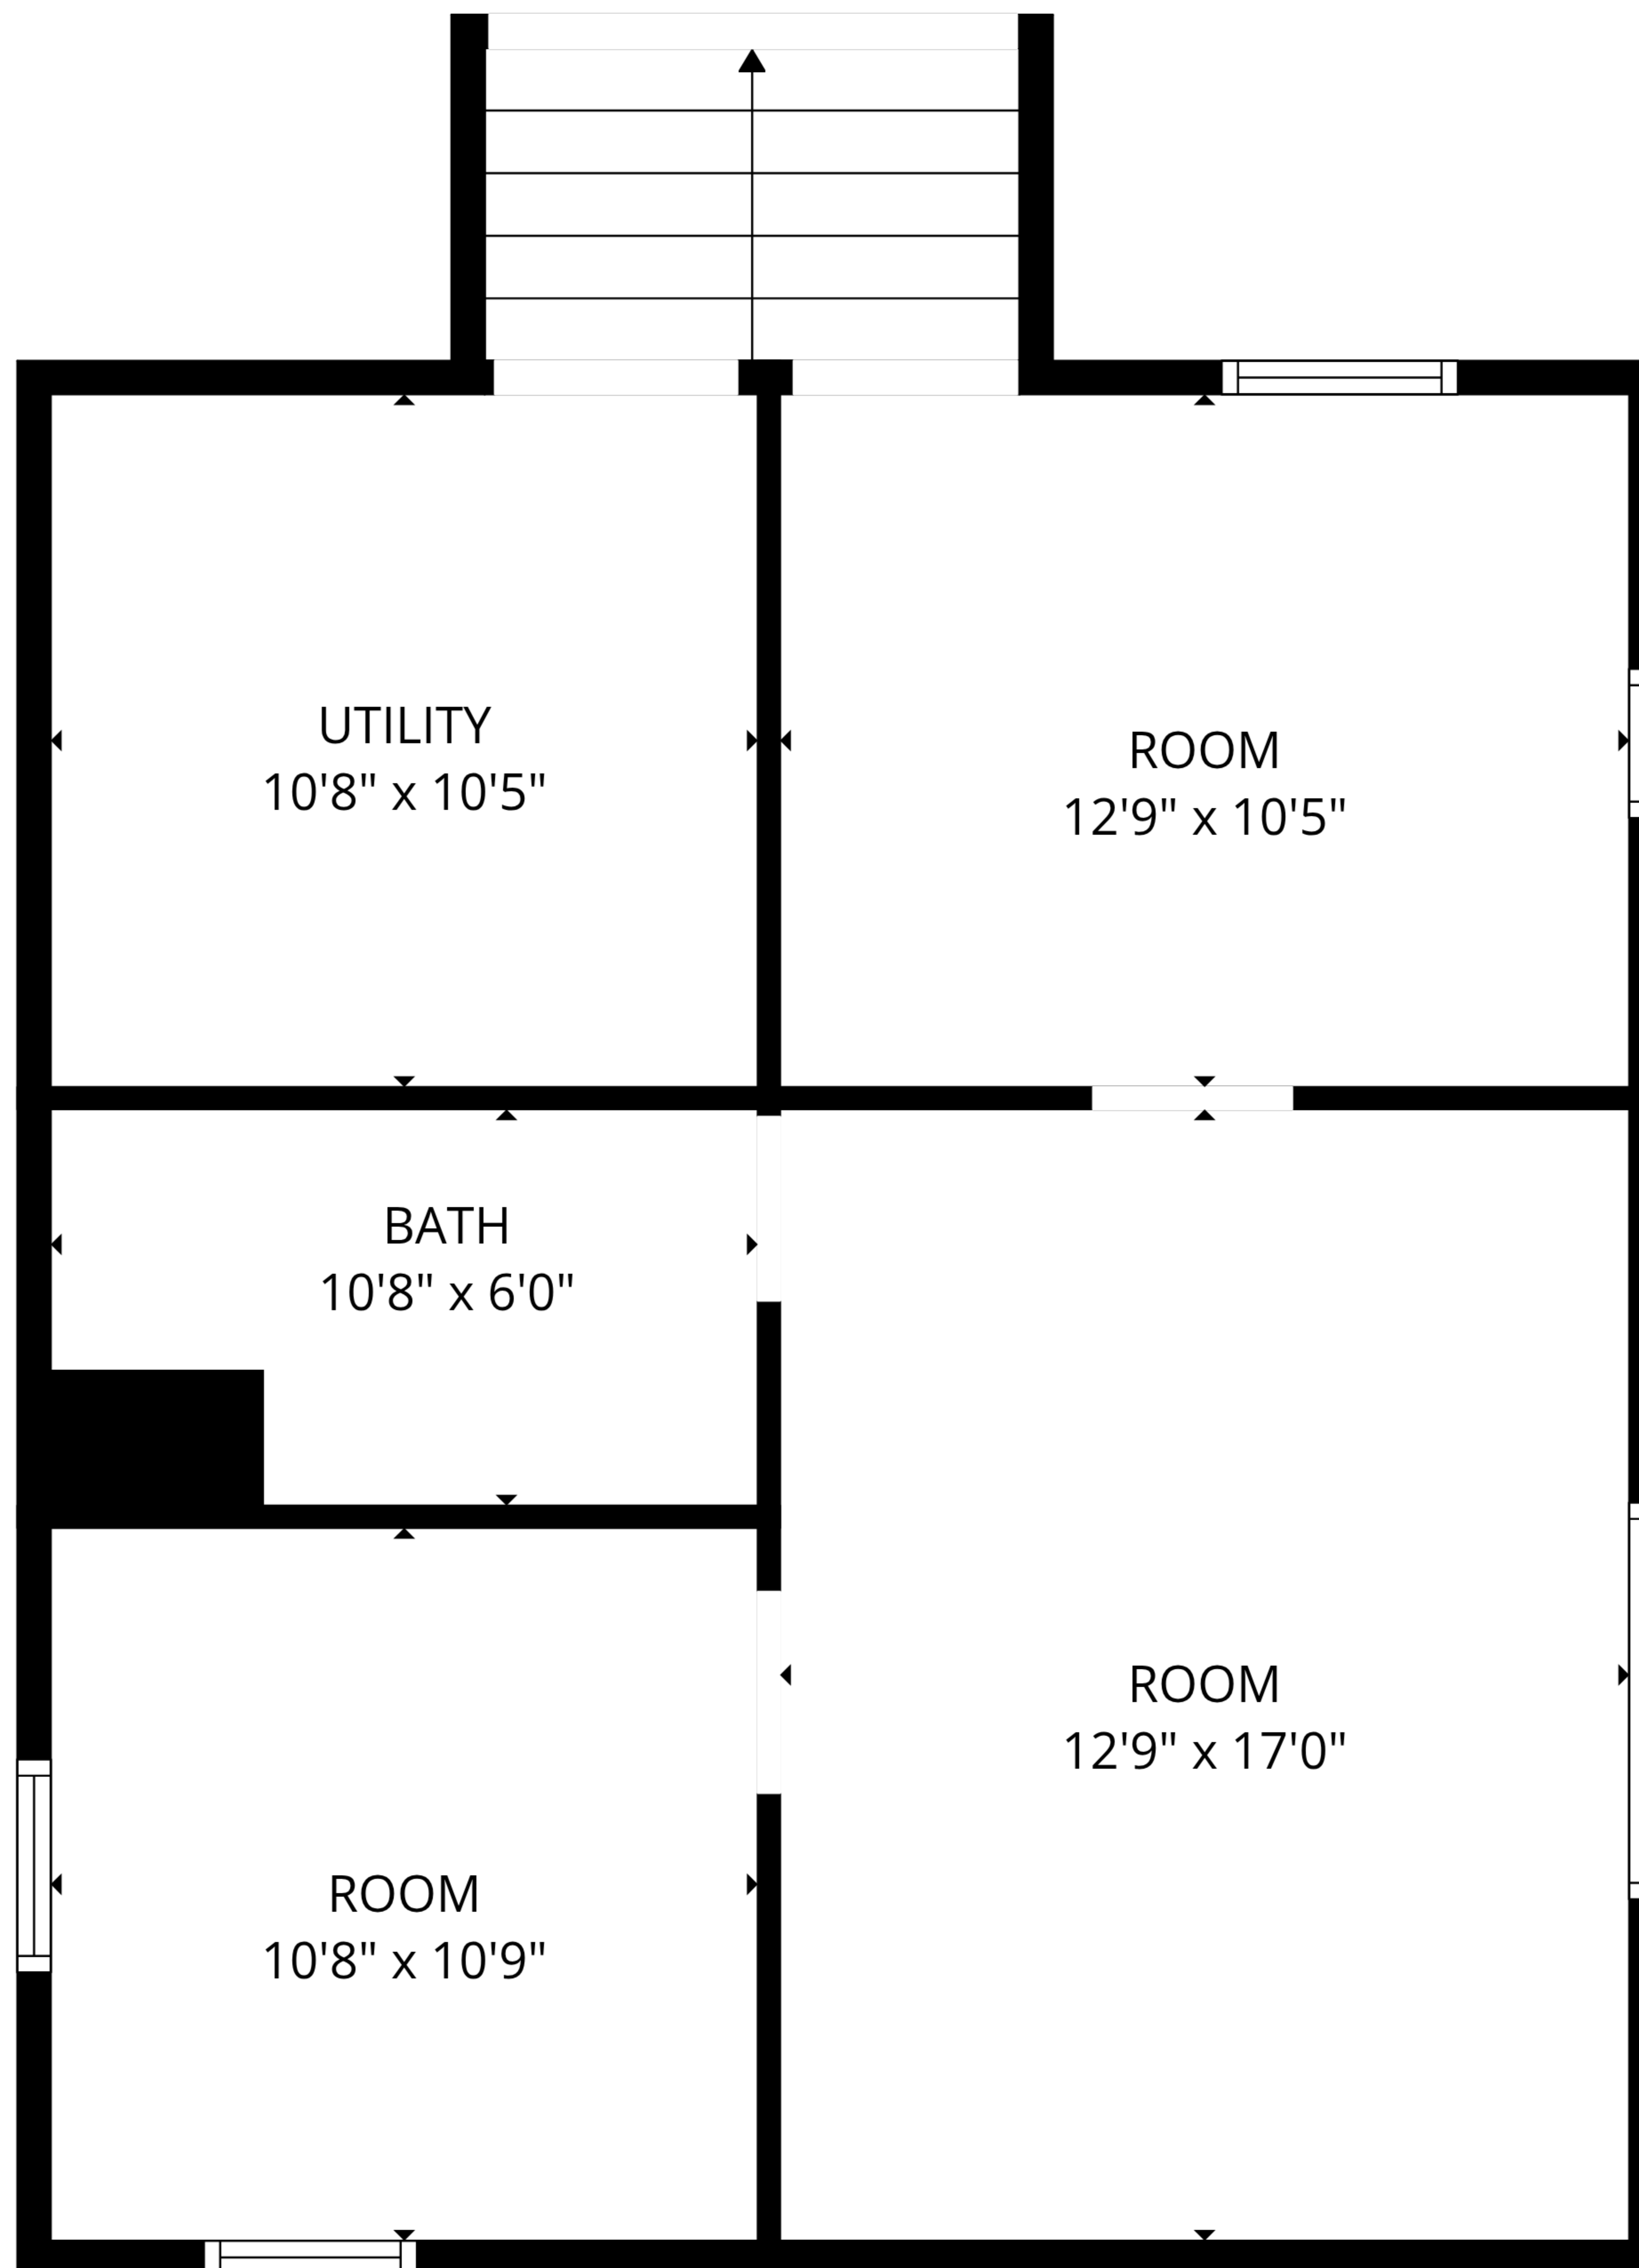 UTILITY
10'8" x 10'5"
ROOM
12'9" x 10'5"
BATH
10'8" x 6'0"
ROOM
12'9" x 17'0"
ROOM
10'8" x 10'9"